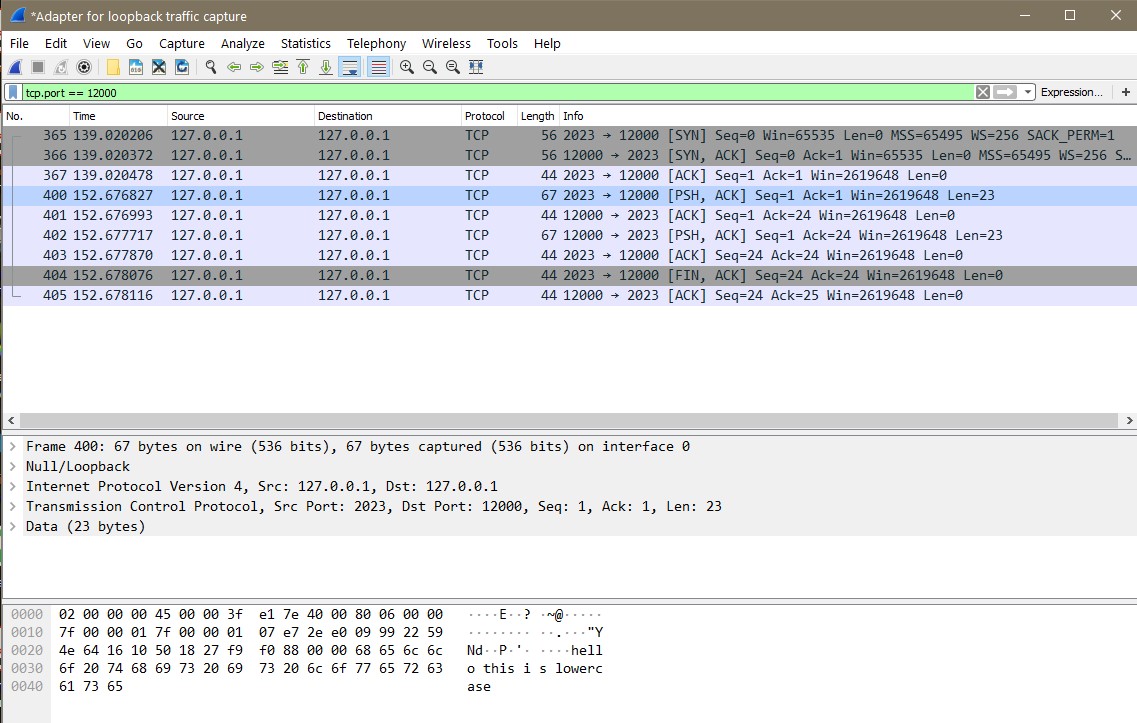 *Adapter for loopback traffic capture
File Edit View Go Capture Analyze Statistics Telephony Wireless Tools Help
tcp.port == 12000 Expression... +
No. Time Source Destination Protocol Length Info
365 139.020206 127.0.0.1 127.0.0.1 TCP 56 2023 → 12000 [SYN] Seq=0 Win=65535 Len=0 MSS=65495 WS=256 SACK_PERM=1
366 139.020372 127.0.0.1 127.0.0.1 TCP 56 12000 → 2023 [SYN, ACK] Seq=0 Ack=1 Win=65535 Len=0 MSS=65495 WS=256 S...
367 139.020478 127.0.0.1 127.0.0.1 TCP 44 2023 → 12000 [ACK] Seq=1 Ack=1 Win=2619648 Len=0
400 152.676827 127.0.0.1 127.0.0.1 TCP 67 2023 → 12000 [PSH, ACK] Seq=1 Ack=1 Win=2619648 Len=23
401 152.676993 127.0.0.1 127.0.0.1 TCP 44 12000 → 2023 [ACK] Seq=1 Ack=24 Win=2619648 Len=0
402 152.677717 127.0.0.1 127.0.0.1 TCP 67 12000 → 2023 [PSH, ACK] Seq=1 Ack=24 Win=2619648 Len=23
403 152.677870 127.0.0.1 127.0.0.1 TCP 44 2023 → 12000 [ACK] Seq=24 Ack=24 Win=2619648 Len=0
404 152.678076 127.0.0.1 127.0.0.1 TCP 44 2023 → 12000 [FIN, ACK] Seq=24 Ack=24 Win=2619648 Len=0
405 152.678116 127.0.0.1 127.0.0.1 TCP 44 12000 → 2023 [ACK] Seq=24 Ack=25 Win=2619648 Len=0
Frame 400: 67 bytes on wire (536 bits), 67 bytes captured (536 bits) on interface 0
Null/Loopback
Internet Protocol Version 4, Src: 127.0.0.1, Dst: 127.0.0.1
Transmission Control Protocol, Src Port: 2023, Dst Port: 12000, Seq: 1, Ack: 1, Len: 23
Data (23 bytes)
0000 02 00 00 00 45 00 00 3f e1 7e 40 00 80 06 00 00 ····E··? ·~@·····
0010 7f 00 00 01 7f 00 00 01 07 e7 2e e0 09 99 22 59 ········ ··.···"Y
0020 4e 64 16 10 50 18 27 f9 f0 88 00 00 68 65 6c 6c Nd··P·'· ····hell
0030 6f 20 74 68 69 73 20 69 73 20 6c 6f 77 65 72 63 o this i s lowerc
0040 61 73 65 ase